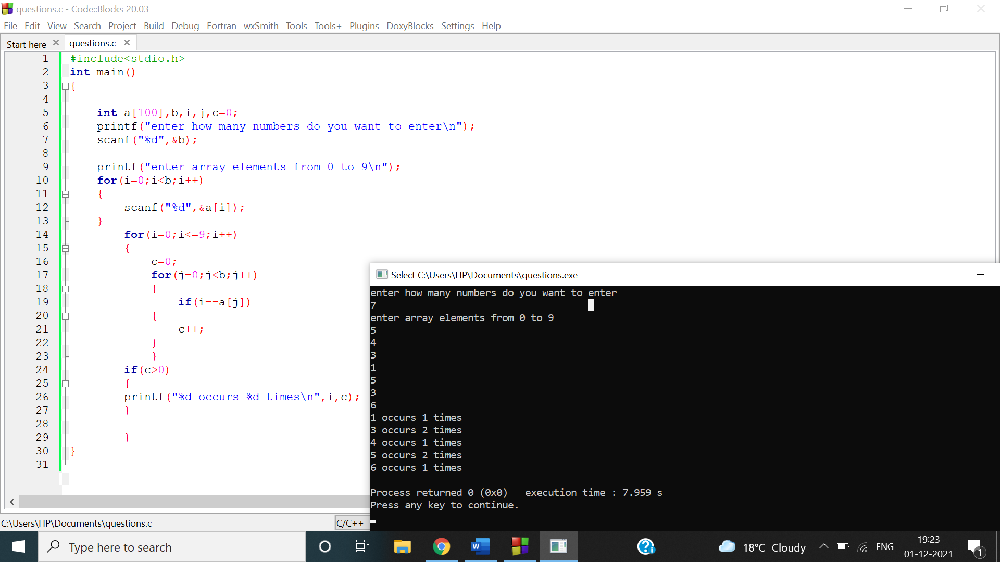 questions.c - Code::Blocks 20.03
File Edit View Search Project Build Debug Fortran wxSmith Tools Tools+ Plugins DoxyBlocks Settings Help
Start here questions.c
1 #include<stdio.h>
2 int main()
3 {
4
5 int a[100],b,i,j,c=0;
6 printf("enter how many numbers do you want to enter\n");
7 scanf("%d",&b);
8
9 printf("enter array elements from 0 to 9\n");
10 for(i=0;i<b;i++)
11 {
12 scanf("%d",&a[i]);
13 }
14 for(i=0;i<=9;i++)
15 {
16 c=0;
17 for(j=0;j<b;j++)
18 {
19 if(i==a[j])
20 {
21 c++;
22 }
23 }
24 if(c>0)
25 {
26 printf("%d occurs %d times\n",i,c);
27 }
28
29 }
30 }
31
Select C:\Users\HP\Documents\questions.exe
enter how many numbers do you want to enter
7
enter array elements from 0 to 9
5
4
3
1
5
3
6
1 occurs 1 times
3 occurs 2 times
4 occurs 1 times
5 occurs 2 times
6 occurs 1 times
Process returned 0 (0x0) execution time : 7.959 s
Press any key to continue.
C:\Users\HP\Documents\questions.c C/C++
Type here to search
W
18°C Cloudy
ENG
19:23
01-12-2021
1